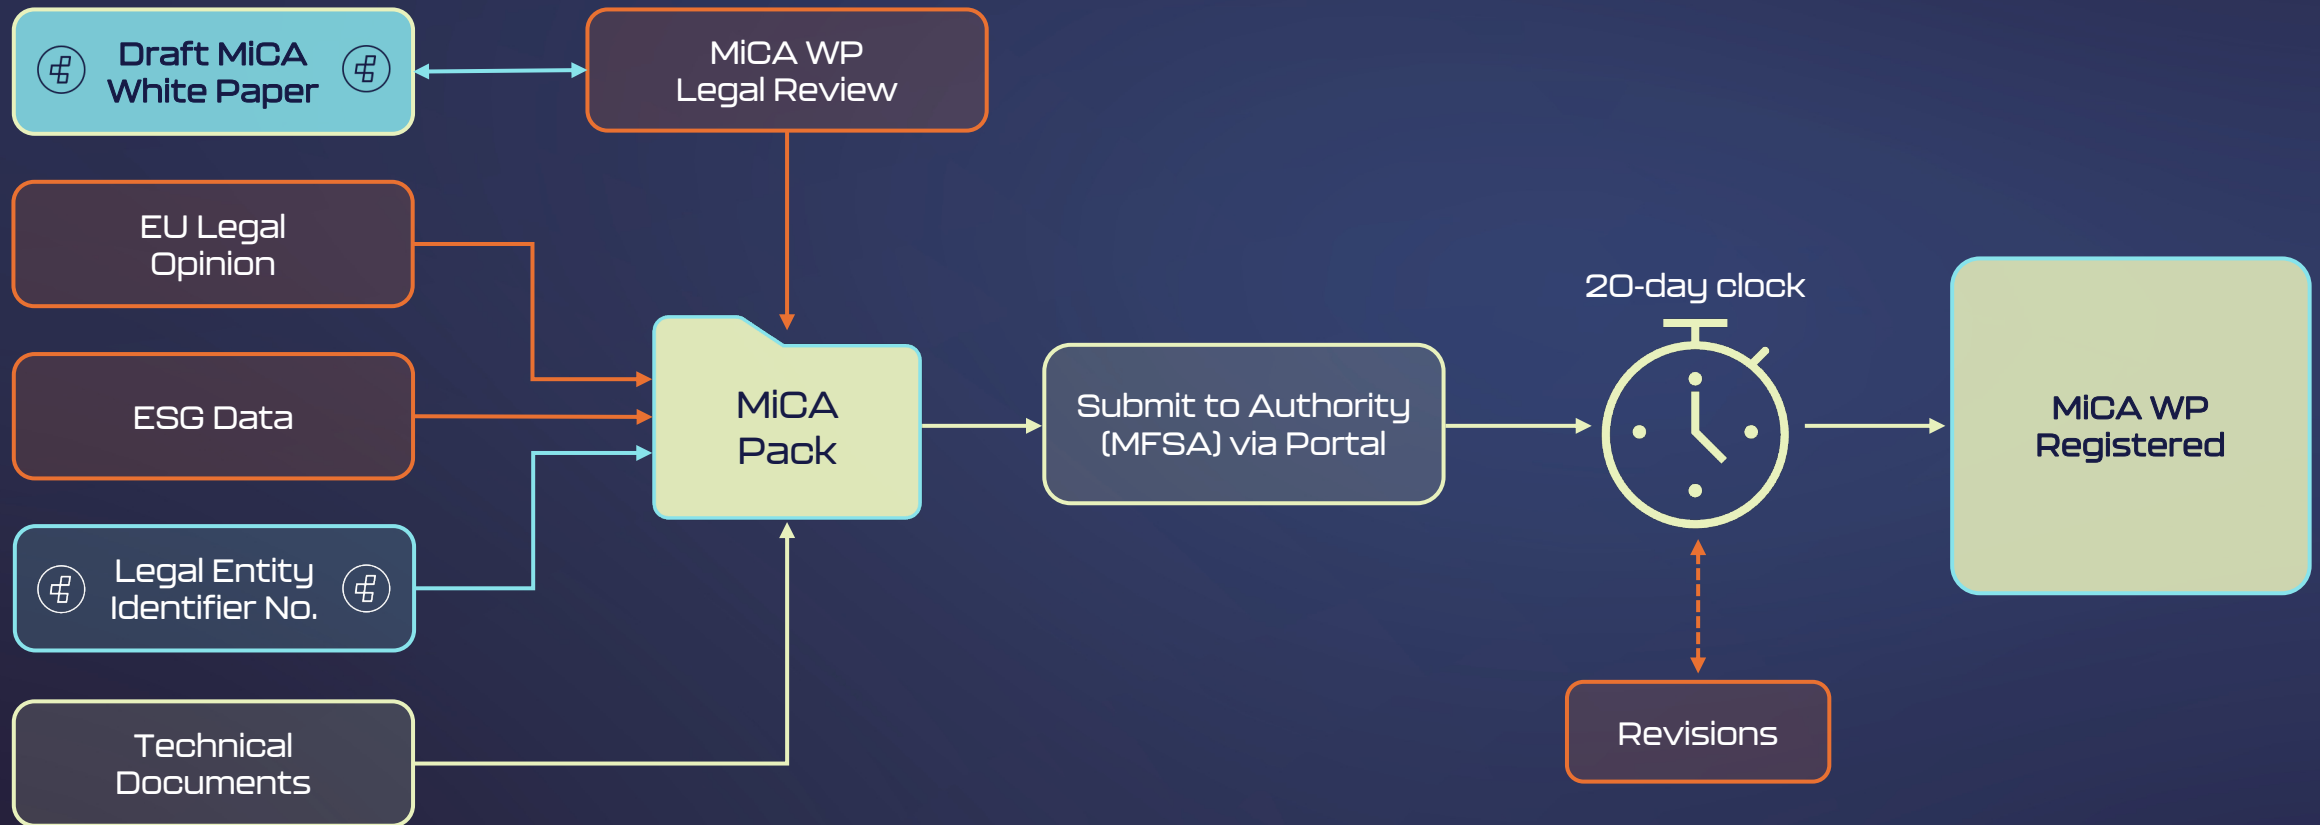 Draft MiCA
White Paper
MiCA WP
Legal Review
EU Legal
Opinion
ESG Data
Legal Entity
Identifier No.
Technical
Documents
MiCA
Pack
Submit to Authority
(MFSA) via Portal
20-day clock
Revisions
MiCA WP
Registered